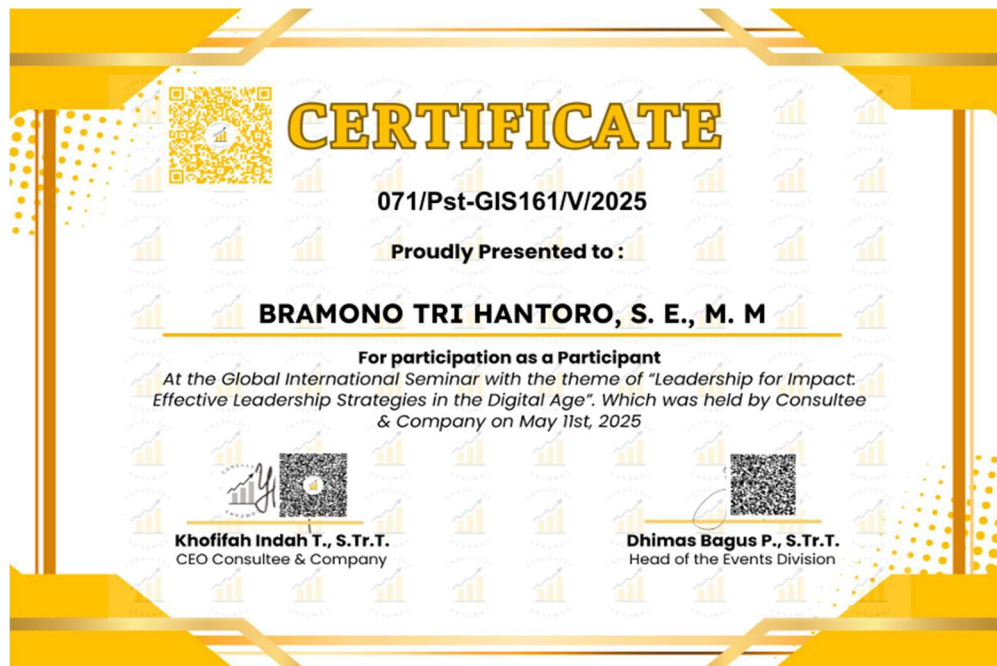 CERTIFICATE
071/Pst-GIS161/V/2025
Proudly Presented to :
BRAMONO TRI HANTORO, S. E., M. M
For participation as a Participant
At the Global International Seminar with the theme of “Leadership for Impact:
Effective Leadership Strategies in the Digital Age”. Which was held by Consultee
& Company on May 11st, 2025
Khofifah Indah T., S.Tr.T.
CEO Consultee & Company
Dhimas Bagus P., S.Tr.T.
Head of the Events Division